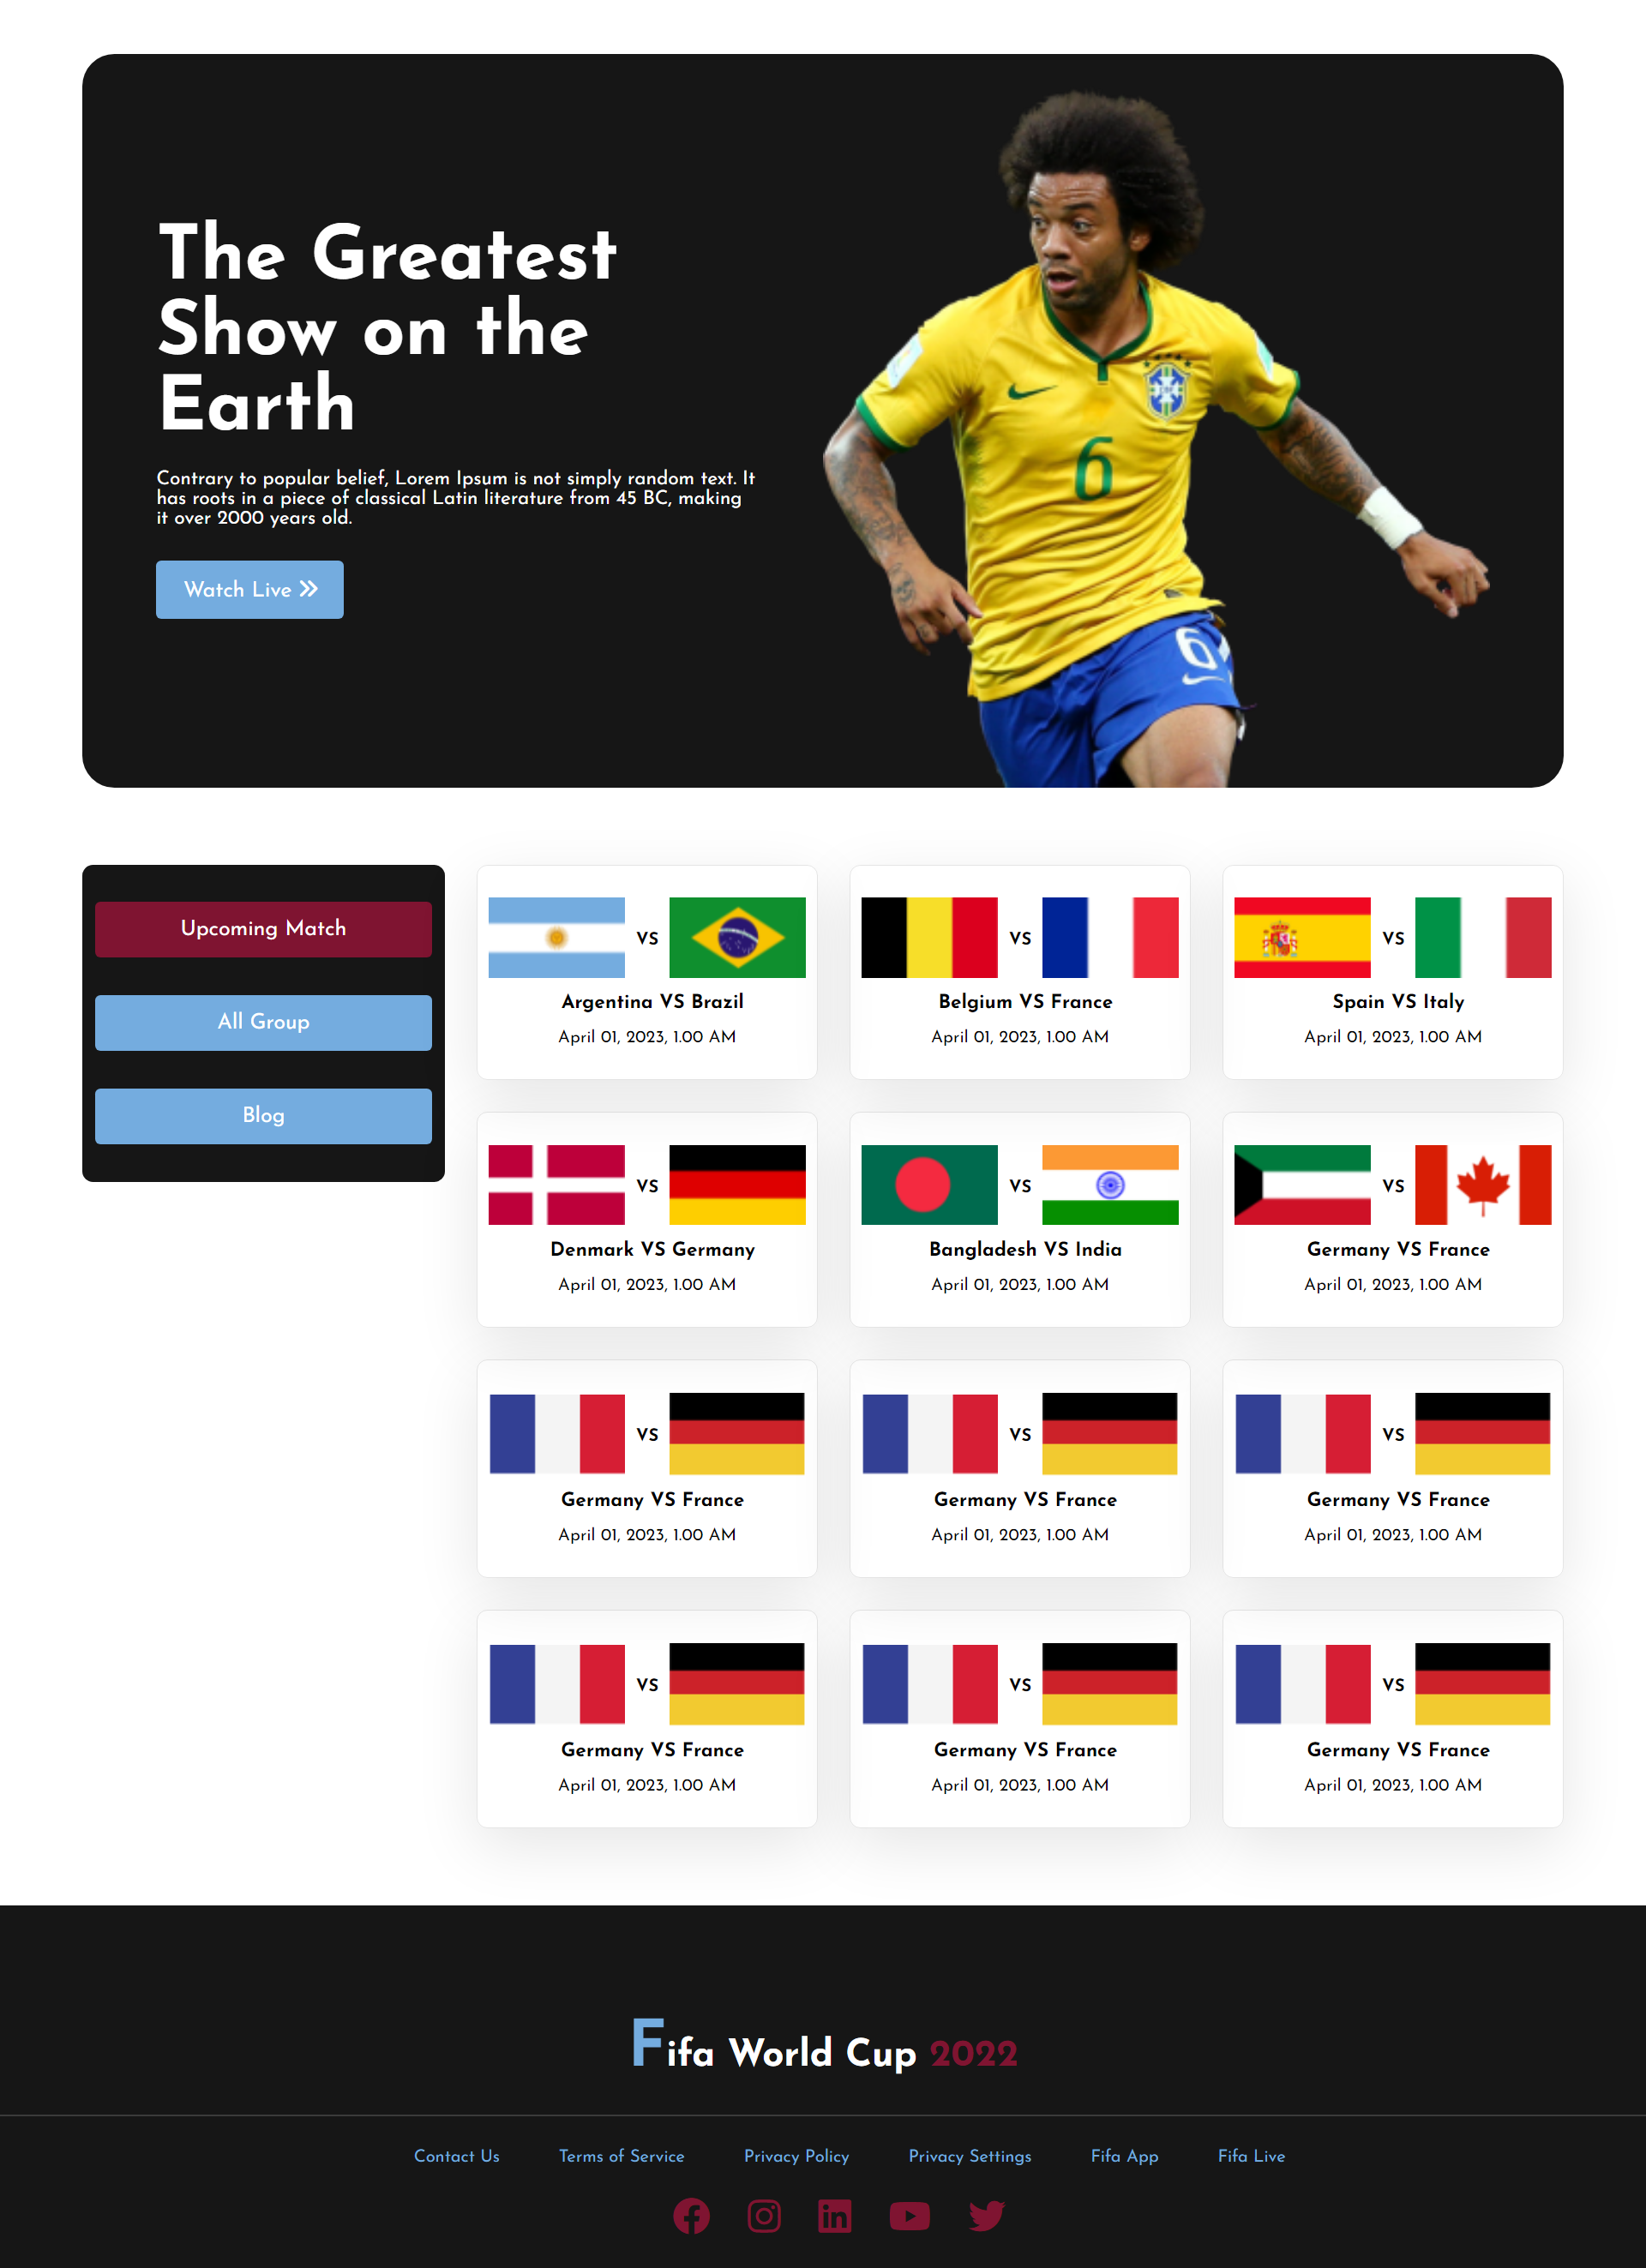 The Greatest
Show on the
Earth
Contrary to popular belief, Lorem Ipsum is not simply random text. It
has roots in a piece of classical Latin literature from 45 BC, making
it over 2000 years old.
Watch Live
6
6
Upcoming Match
All Group
Blog
VS
Argentina VS Brazil
April 01, 2023, 1.00 AM
VS
Belgium VS France
April 01, 2023, 1.00 AM
VS
Spain VS Italy
April 01, 2023, 1.00 AM
VS
Denmark VS Germany
April 01, 2023, 1.00 AM
VS
Bangladesh VS India
April 01, 2023, 1.00 AM
VS
Germany VS France
April 01, 2023, 1.00 AM
VS
Germany VS France
April 01, 2023, 1.00 AM
VS
Germany VS France
April 01, 2023, 1.00 AM
VS
Germany VS France
April 01, 2023, 1.00 AM
VS
Germany VS France
April 01, 2023, 1.00 AM
VS
Germany VS France
April 01, 2023, 1.00 AM
VS
Germany VS France
April 01, 2023, 1.00 AM
Fifa World Cup 2022
Contact Us Terms of Service Privacy Policy Privacy Settings Fifa App Fifa Live